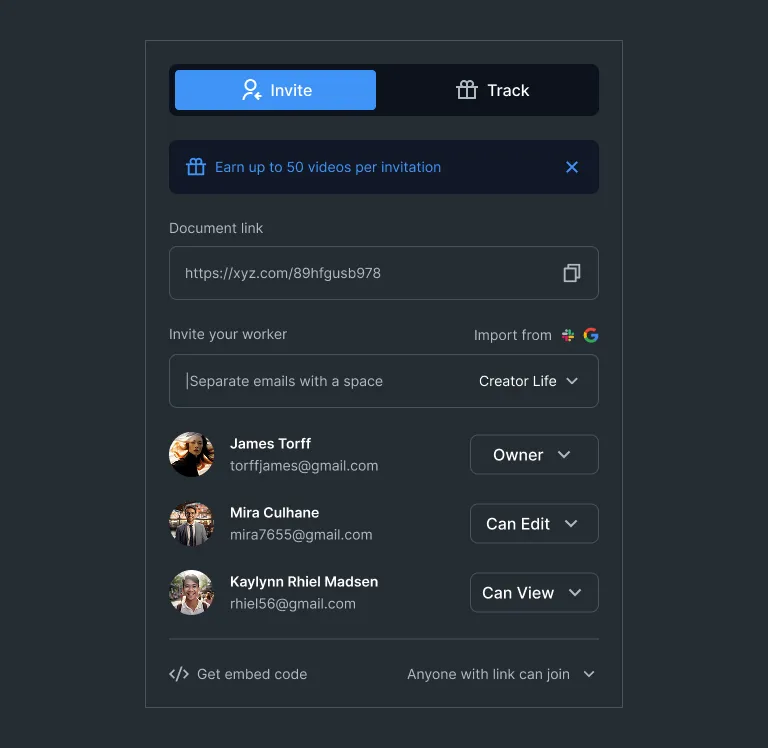 Invite
Track
Earn up to 50 videos per invitation
Document link
https://xyz.com/89hfgusb978
Invite your worker
Import from
Separate emails with a space
Creator Life
James Torff
torffjames@gmail.com
Owner
Mira Culhane
mira7655@gmail.com
Can Edit
Kaylynn Rhiel Madsen
rhiel56@gmail.com
Can View
Get embed code
Anyone with link can join